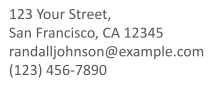 123 Your Street,
San Francisco, CA 12345
randalljohnson@example.com
(123) 456-7890